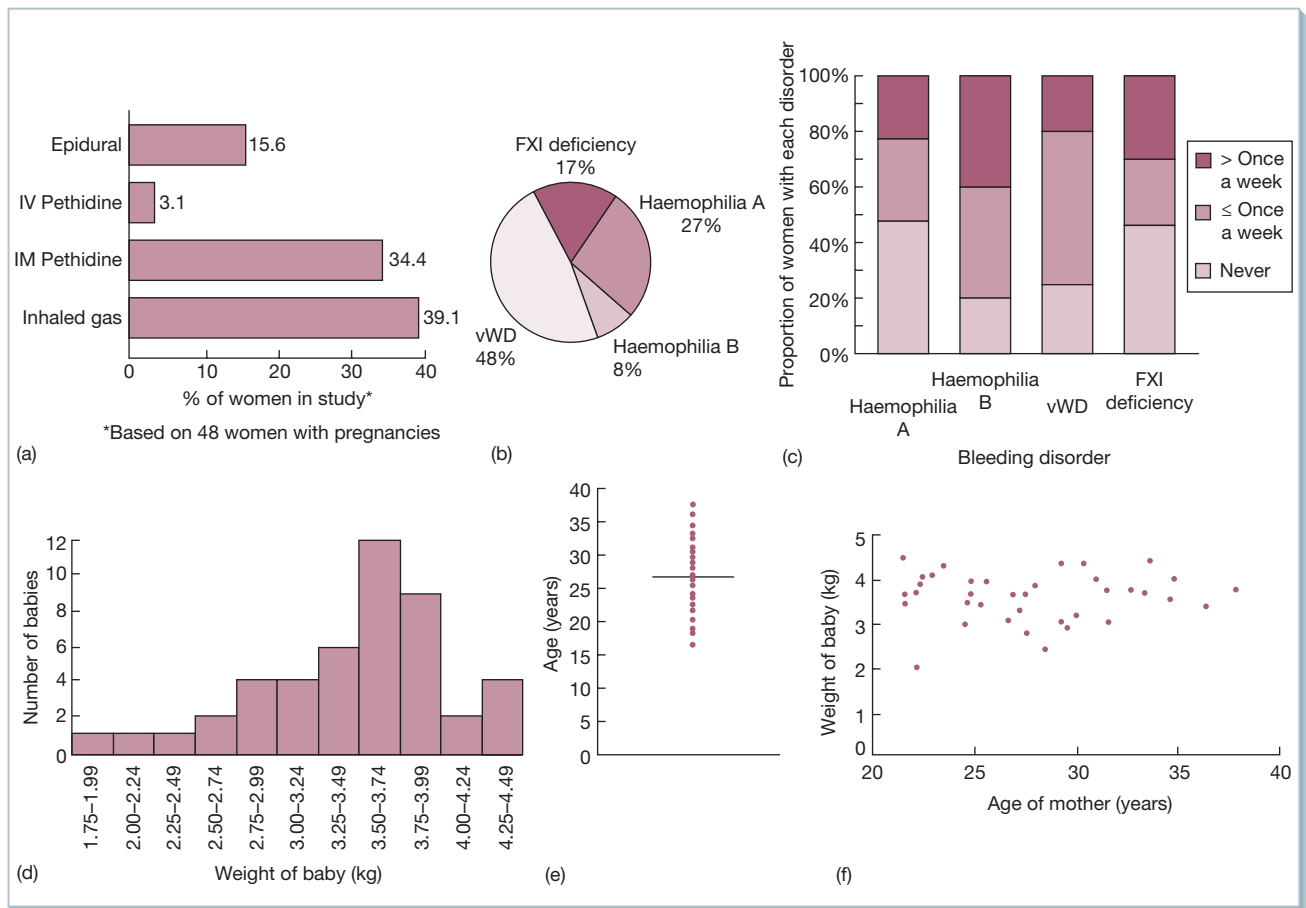 Epidural
15.6
IV Pethidine
3.1
IM Pethidine
34.4
Inhaled gas
39.1
0
10
20
30
40
% of women in study*
*Based on 48 women with pregnancies
(a)
FXI deficiency
17%
Haemophilia A
27%
vWD
48%
Haemophilia B
8%
(b)
Proportion of women with each disorder
100%
80%
60%
40%
20%
0%
> Once
a week
≤ Once
a week
Never
Haemophilia
A
Haemophilia
B
vWD
FXI
deficiency
Bleeding disorder
(c)
Number of babies
12
10
8
6
4
2
0
1.75–1.99
2.00–2.24
2.25–2.49
2.50–2.74
2.75–2.99
3.00–3.24
3.25–3.49
3.50–3.74
3.75–3.99
4.00–4.24
4.25–4.49
Weight of baby (kg)
(d)
Age (years)
40
35
30
25
20
15
10
5
0
(e)
Weight of baby (kg)
5
4
3
2
1
0
20
25
30
35
40
Age of mother (years)
(f)